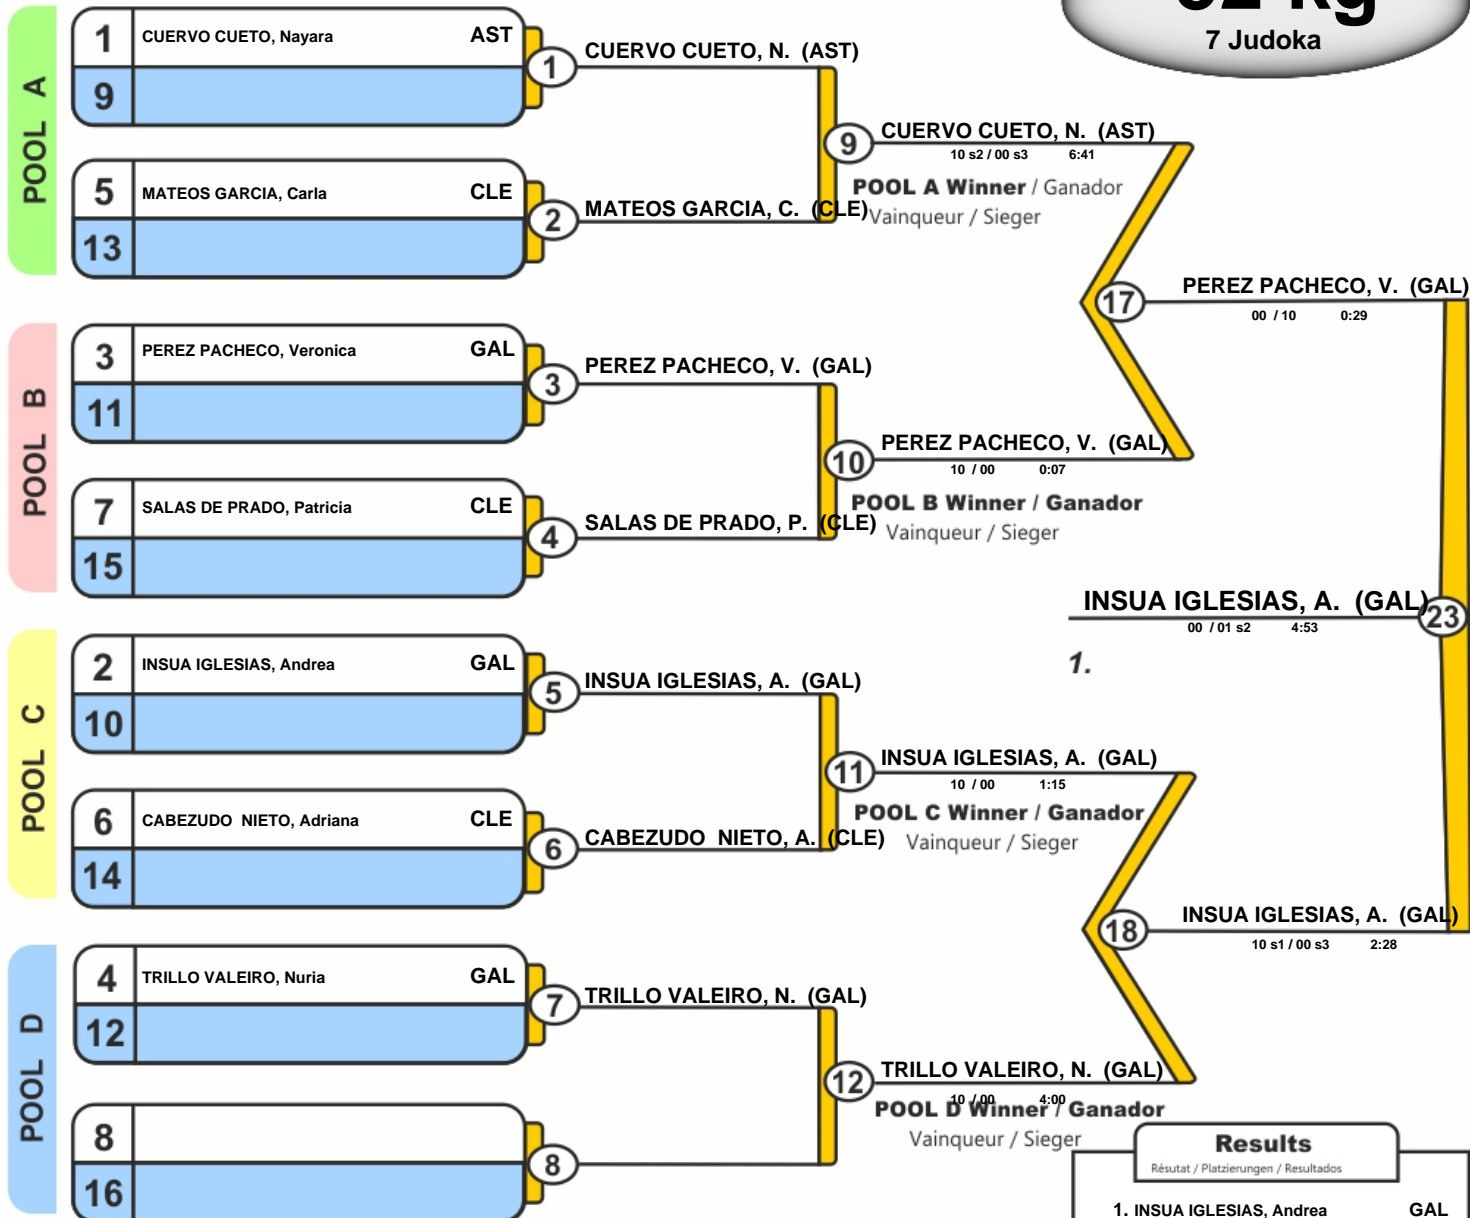 kg
7 Judoka
POOL A
1 CUERVO CUETO, Nayara AST
9
1
CUERVO CUETO, N. (AST)
5 MATEOS GARCIA, Carla CLE
13
2
MATEOS GARCIA, C. (CLE)
9
CUERVO CUETO, N. (AST)
10 s2 / 00 s3 6:41
POOL A Winner / Ganador
Vainqueur / Sieger
POOL B
3 PEREZ PACHECO, Veronica GAL
11
3
PEREZ PACHECO, V. (GAL)
7 SALAS DE PRADO, Patricia CLE
15
4
SALAS DE PRADO, P. (CLE)
10
PEREZ PACHECO, V. (GAL)
10 / 00 0:07
POOL B Winner / Ganador
Vainqueur / Sieger
17
PEREZ PACHECO, V. (GAL)
00 / 10 0:29
INSUA IGLESIAS, A. (GAL)
23
00 / 01 s2 4:53
1.
POOL C
2 INSUA IGLESIAS, Andrea GAL
10
5
INSUA IGLESIAS, A. (GAL)
6 CABEZUDO NIETO, Adriana CLE
14
6
CABEZUDO NIETO, A. (CLE)
11
INSUA IGLESIAS, A. (GAL)
10 / 00 1:15
POOL C Winner / Ganador
Vainqueur / Sieger
18
INSUA IGLESIAS, A. (GAL)
10 s1 / 00 s3 2:28
POOL D
4 TRILLO VALEIRO, Nuria GAL
12
7
TRILLO VALEIRO, N. (GAL)
8
16
8
12
TRILLO VALEIRO, N. (GAL)
10 / 00 4:00
POOL D Winner / Ganador
Vainqueur / Sieger
Results
Résutat / Platzierungen / Resultados
1. INSUA IGLESIAS, Andrea GAL